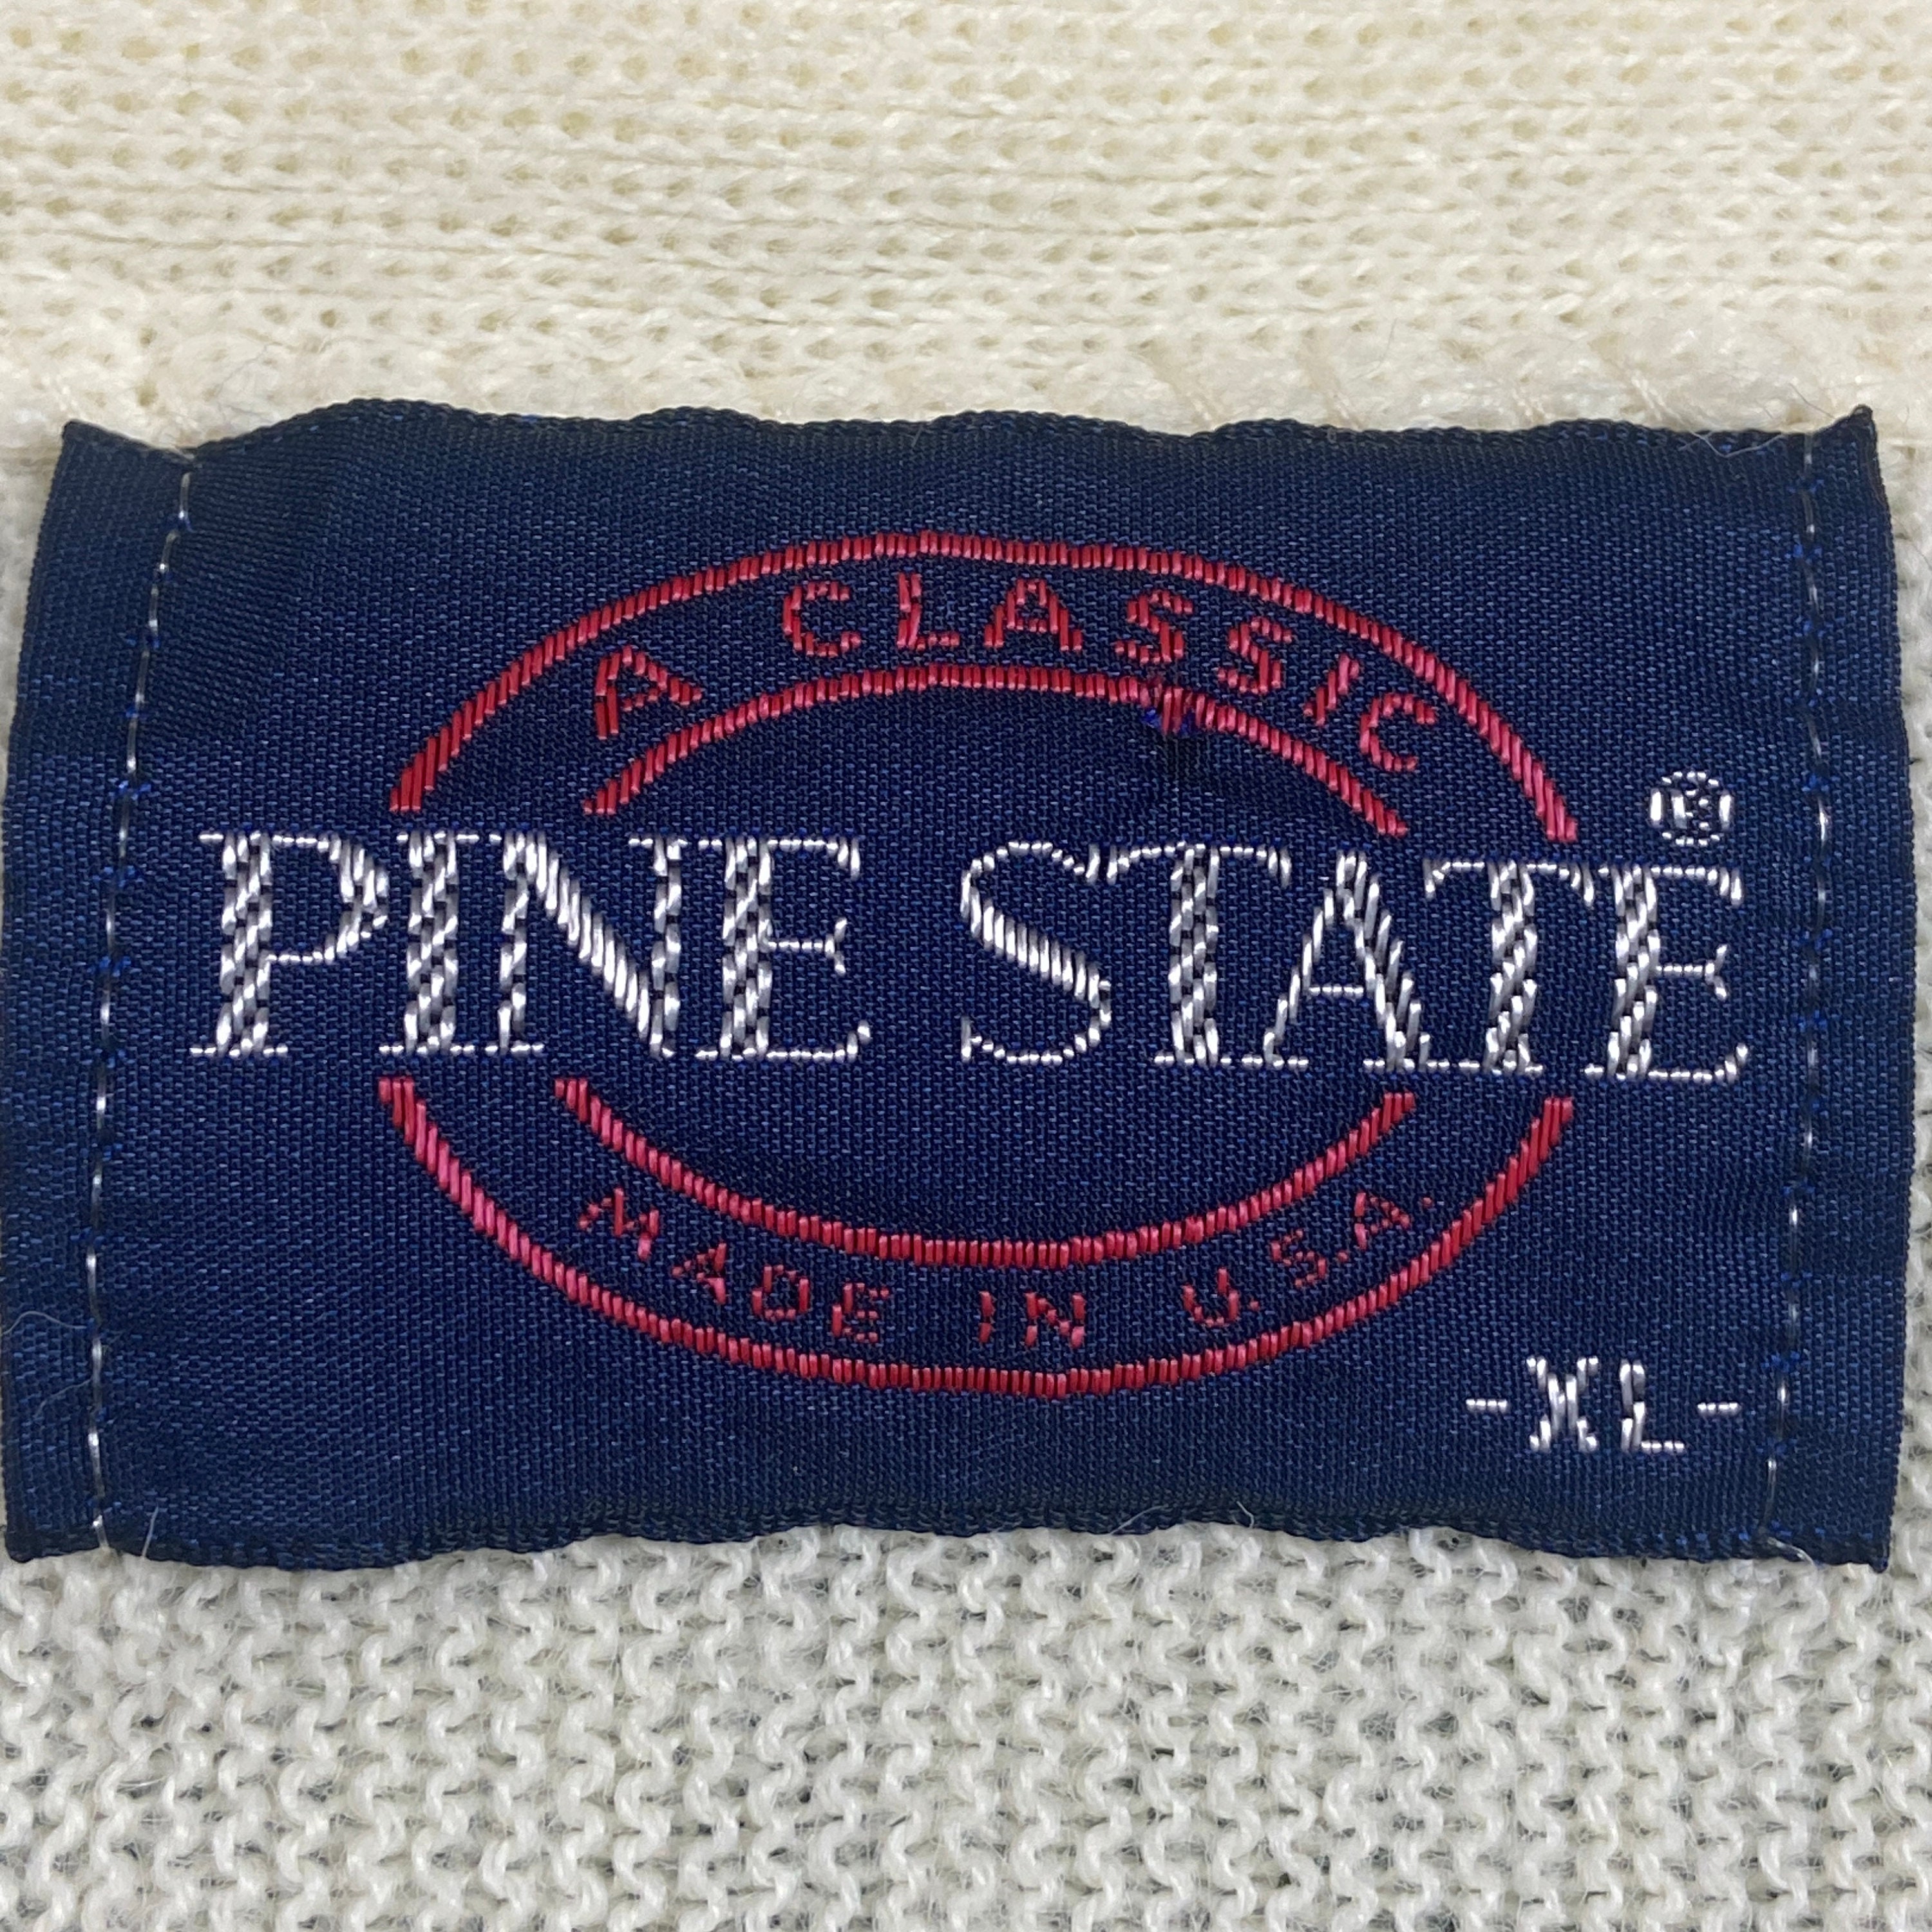 A CLASSIC
PINE STATE®
MADE IN U.S.A.
-XL-